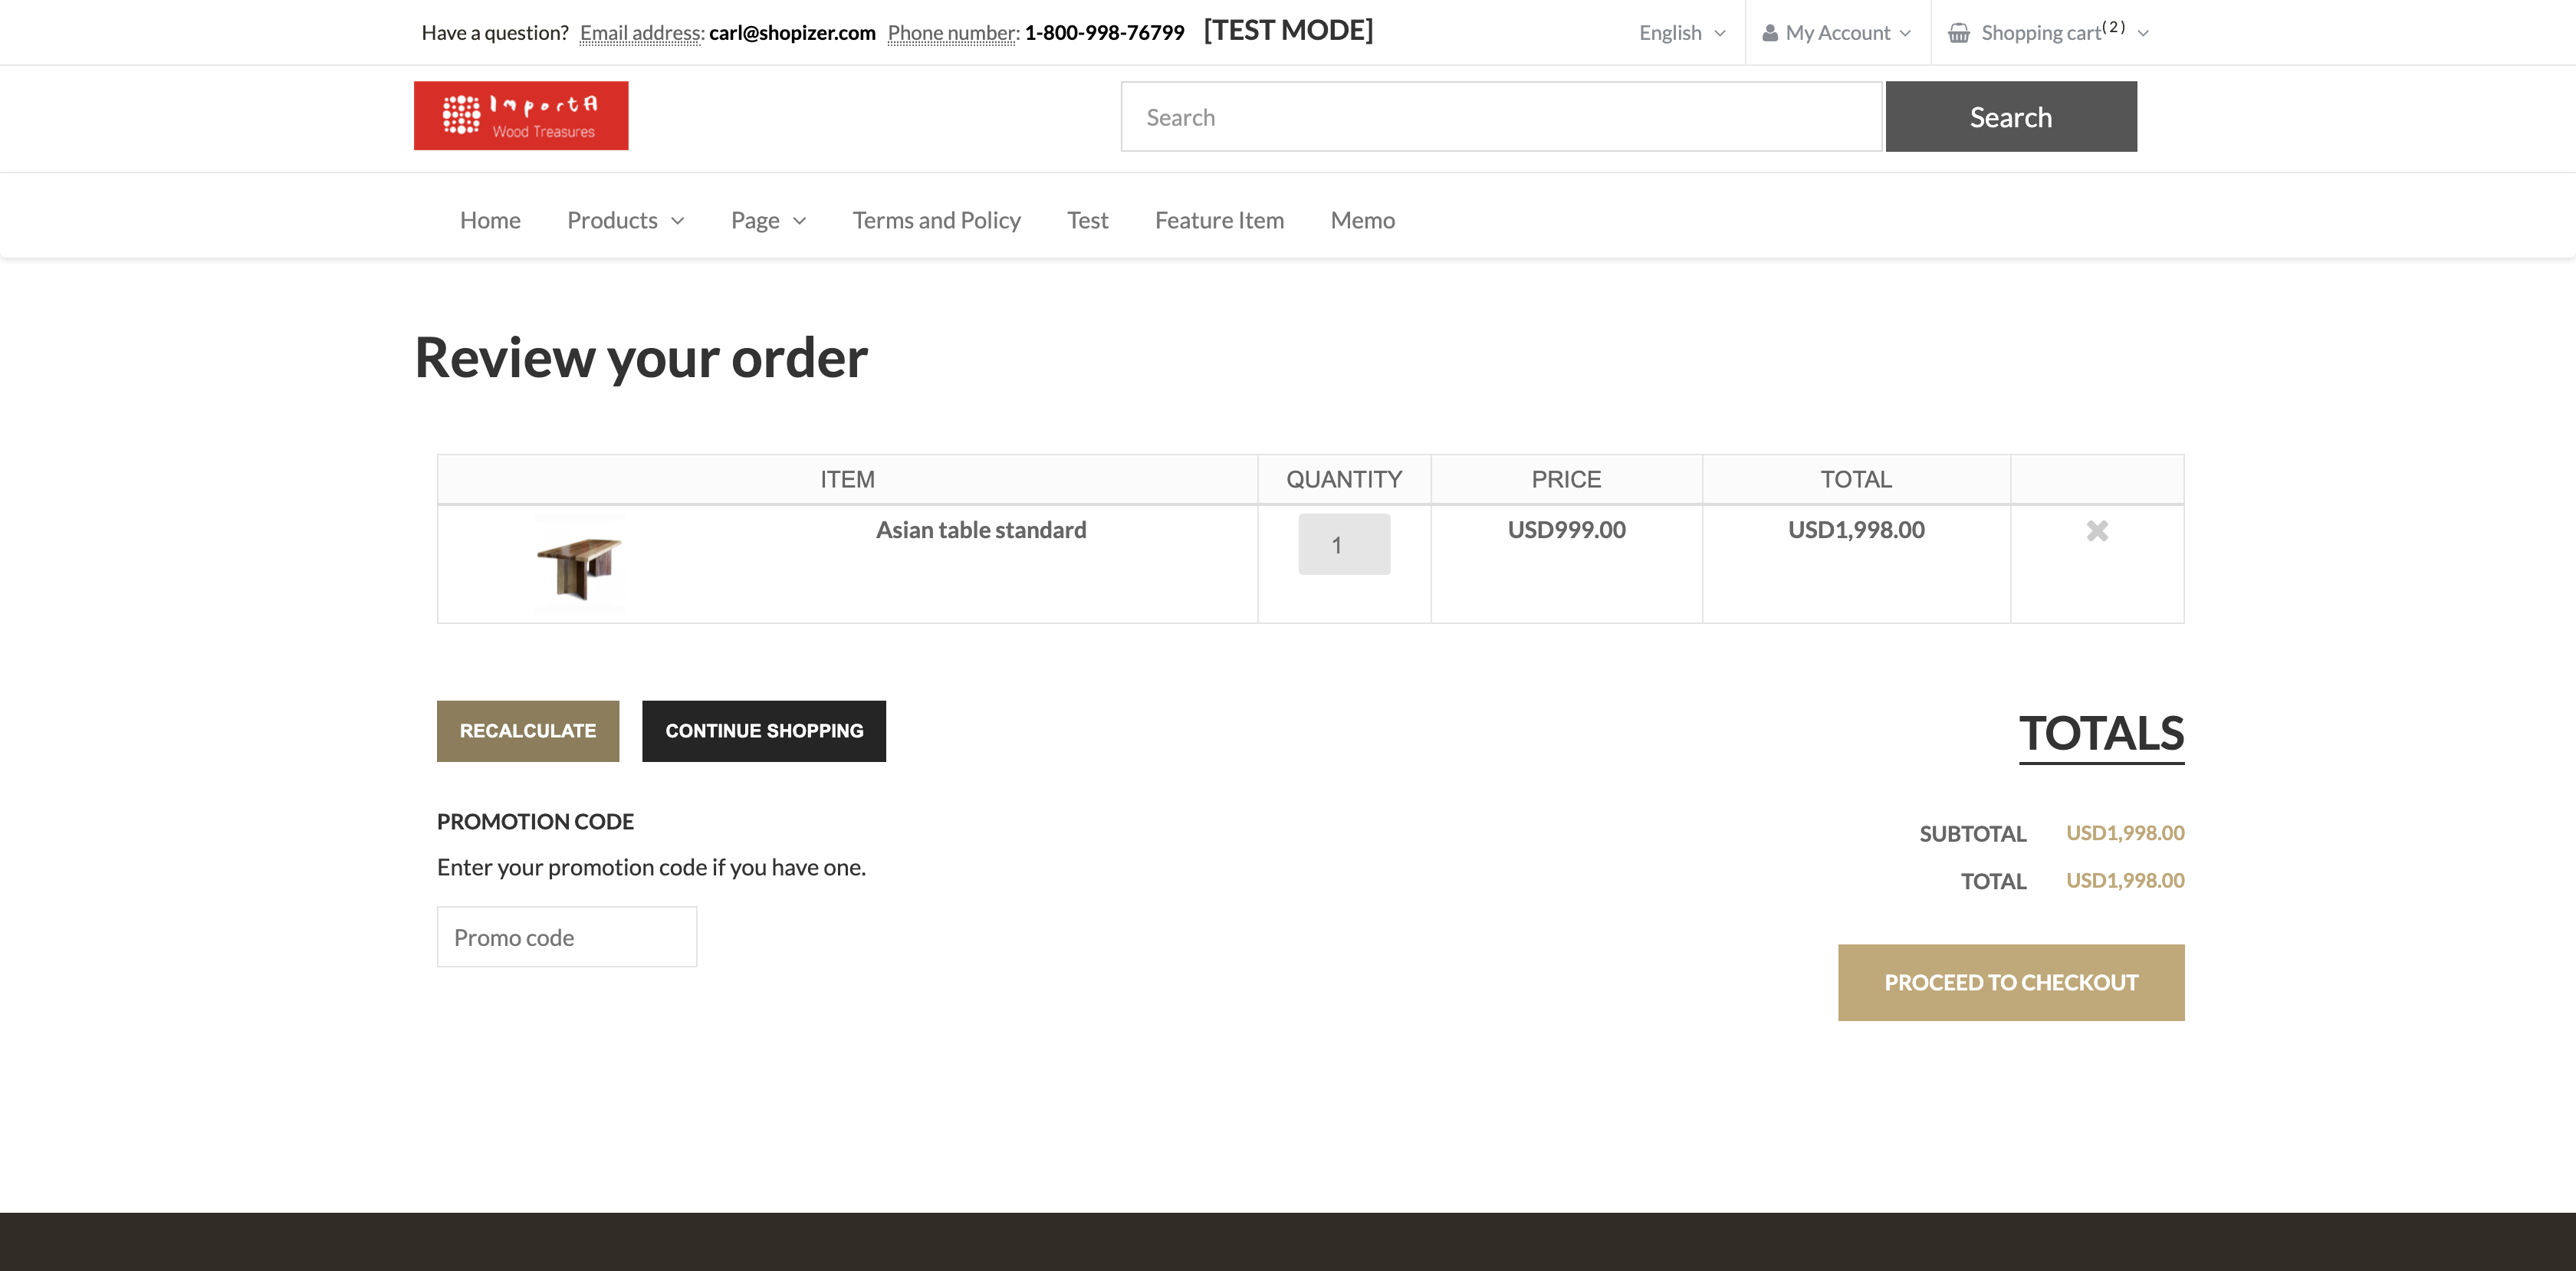 Have a question? Email address: carl@shopizer.com Phone number: 1-800-998-76799 [TEST MODE] English My Account Shopping cart(2)
ImportA
Wood Treasures
Search Search
Home Products Page Terms and Policy Test Feature Item Memo
Review your order
ITEM QUANTITY PRICE TOTAL
Asian table standard 1 USD999.00 USD1,998.00
RECALCULATE CONTINUE SHOPPING TOTALS
PROMOTION CODE
SUBTOTAL USD1,998.00
Enter your promotion code if you have one.
TOTAL USD1,998.00
Promo code
PROCEED TO CHECKOUT